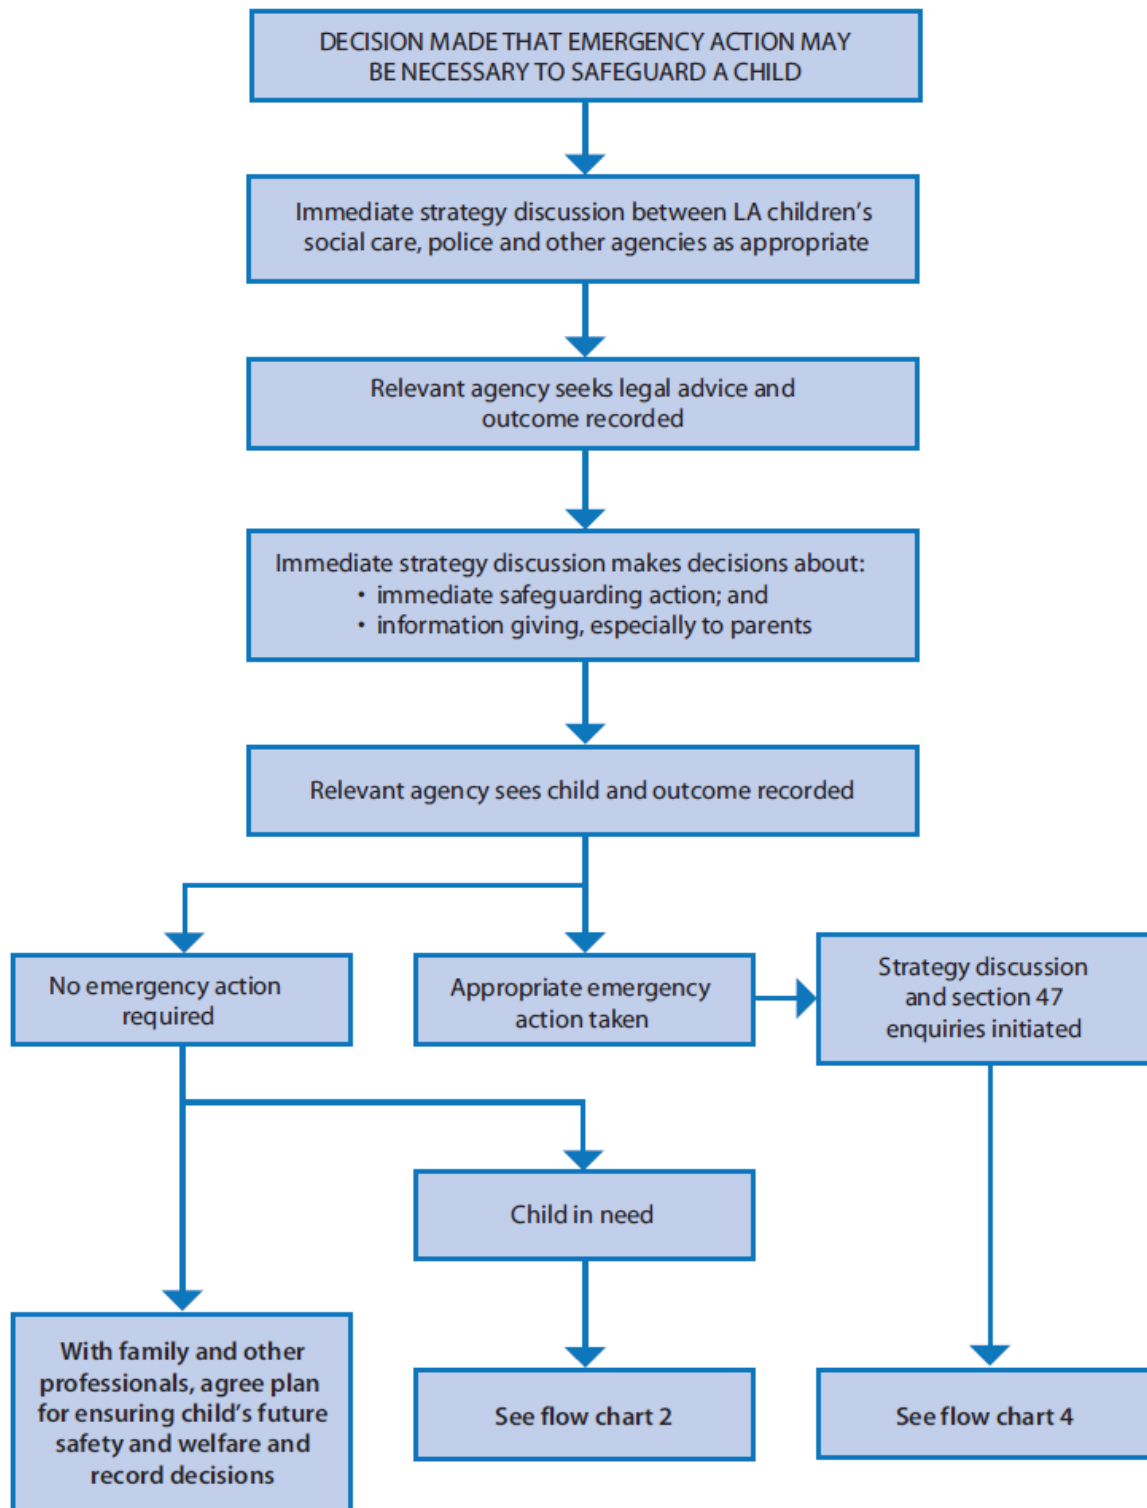 DECISION MADE THAT EMERGENCY ACTION MAY
BE NECESSARY TO SAFEGUARD A CHILD
Immediate strategy discussion between LA children’s
social care, police and other agencies as appropriate
Relevant agency seeks legal advice and
outcome recorded
Immediate strategy discussion makes decisions about:
• immediate safeguarding action; and
• information giving, especially to parents
Relevant agency sees child and outcome recorded
No emergency action
required
Appropriate emergency
action taken
Strategy discussion
and section 47
enquiries initiated
Child in need
With family and other
professionals, agree plan
for ensuring child’s future
safety and welfare and
record decisions
See flow chart 2
See flow chart 4